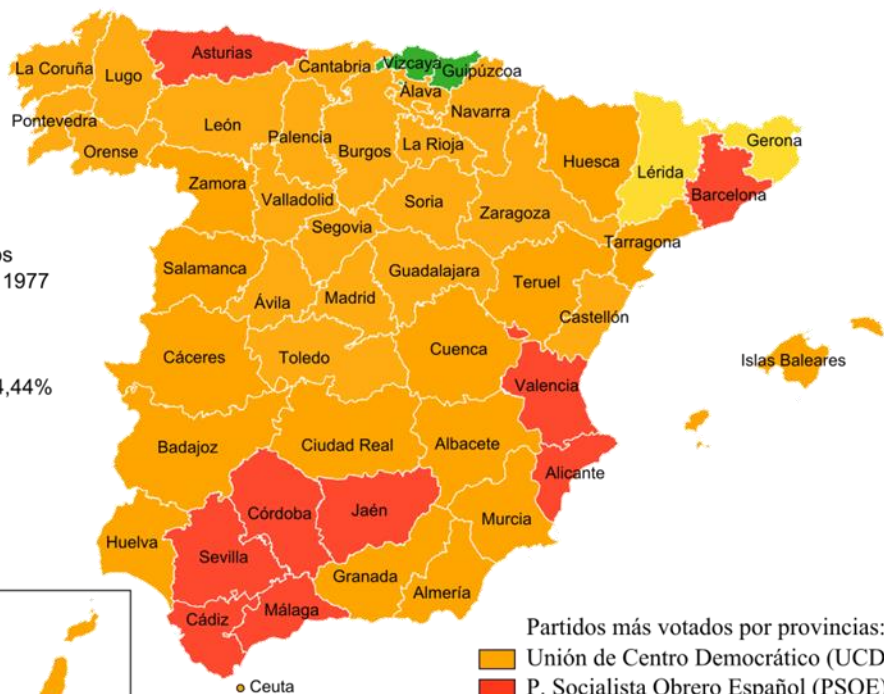 Asturias
Vizcaya
Guipúzcoa
La Coruña
Lugo
Cantabria
Álava
Navarra
Pontevedra
León
Palencia
Burgos
La Rioja
Huesca
Gerona
Orense
Lérida
Zamora
Barcelona
Valladolid
Soria
Zaragoza
Segovia
Tarragona
os
1977
Salamanca
Guadalajara
Teruel
Ávila
Madrid
Castellón
Cáceres
Toledo
Cuenca
Islas Baleares
4,44%
Valencia
Badajoz
Ciudad Real
Albacete
Alicante
Córdoba
Jaén
Murcia
Huelva
Sevilla
Granada
Almería
Cádiz
Málaga
Ceuta
Partidos más votados por provincias:
Unión de Centro Democrático (UCD
P. Socialista Obrero Español (PSOE)